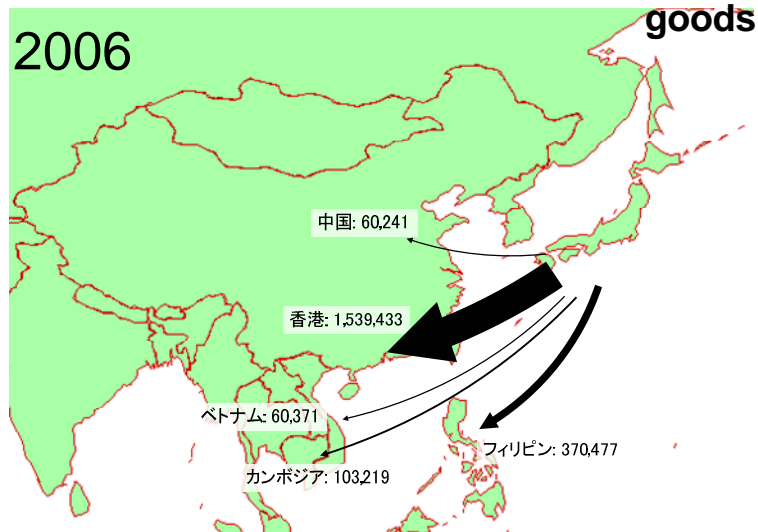 goods
2006
中国: 60,241
香港: 1,539,433
ベトナム: 60,371
フィリピン: 370,477
カンボジア: 103,219